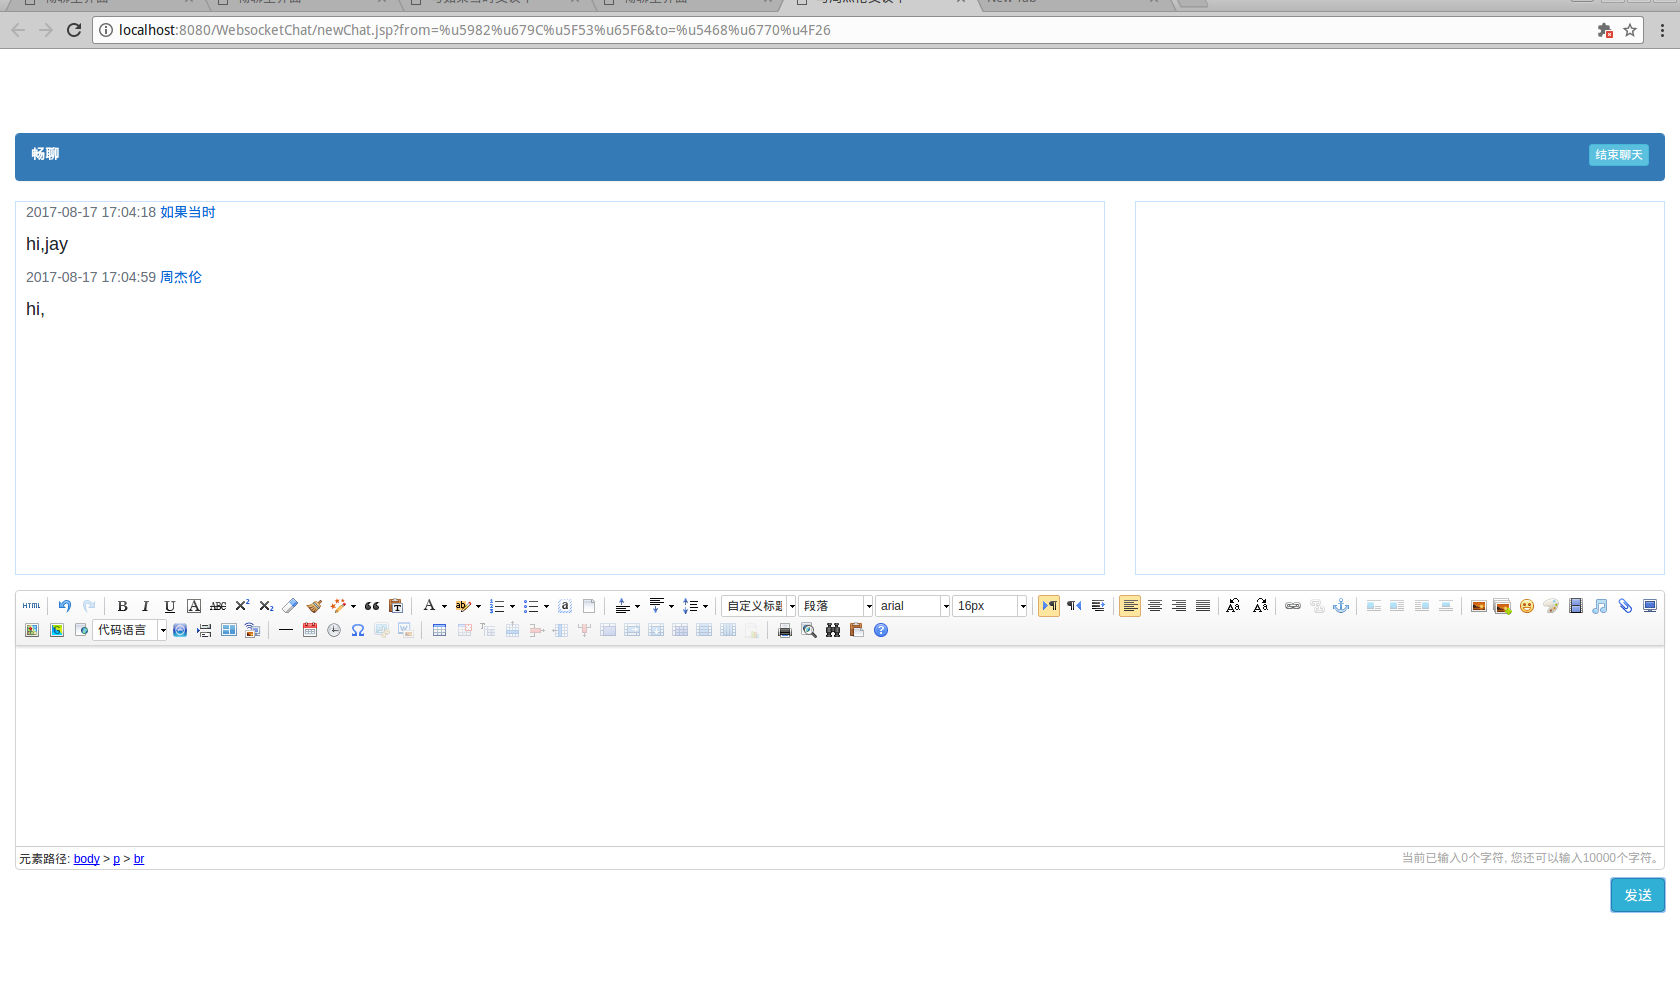 localhost:8080/WebsocketChat/newChat.jsp?from=%u5982%u679C%u5F53%u65F6&to=%u5468%u6770%u4F26
畅聊
结束聊天
2017-08-17 17:04:18 如果当时
hi,jay
2017-08-17 17:04:59 周杰伦
hi,
HTML B I U A ABC X² X₂ 自定义标题 段落 arial 16px
代码语言
元素路径: body > p > br
当前已输入0个字符, 您还可以输入10000个字符。
发送